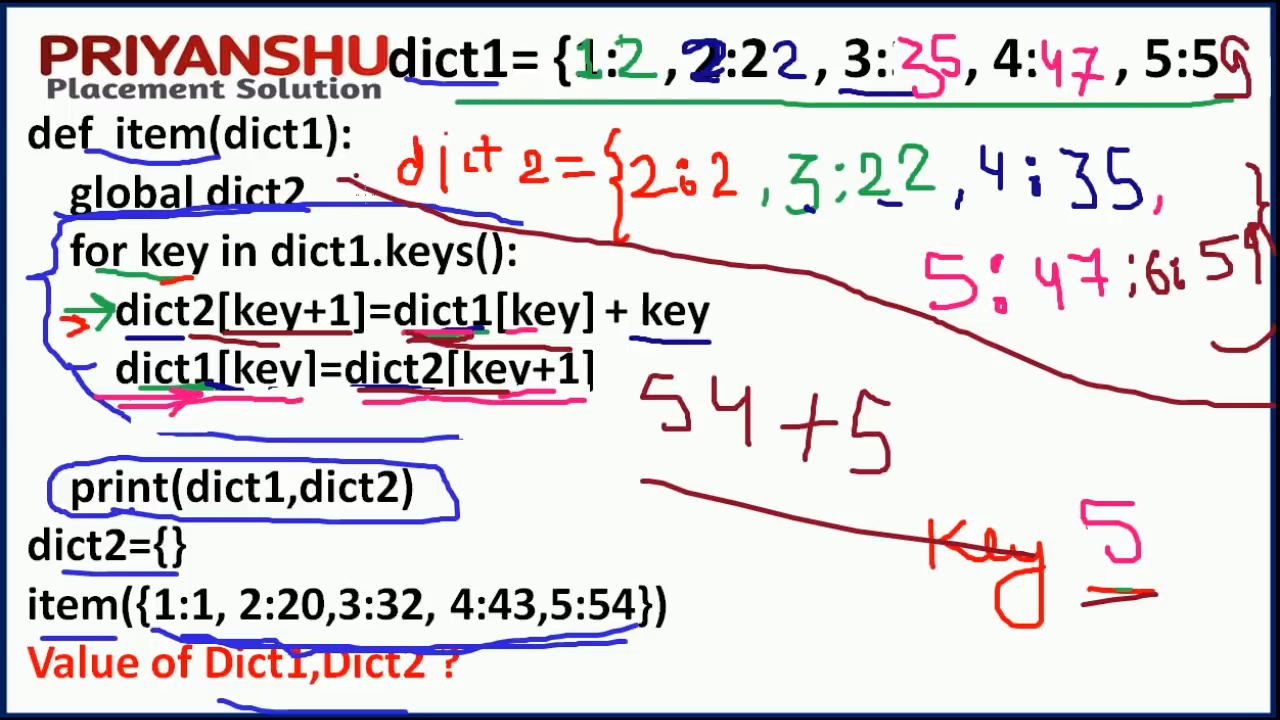 PRIYANSHU
Placement Solution
dict1= {1:2, 2:22, 3:35, 4:47, 5:59
def item(dict1):
dict 2 = {2:2, 3:22, 4:35,
5:47;6:59}
global dict2
for key in dict1.keys():
dict2[key+1]=dict1[key] + key
dict1[key]=dict2[key+1]
54+5
print(dict1,dict2)
Key 5
dict2={}
item({1:1, 2:20,3:32, 4:43,5:54})
Value of Dict1,Dict2 ?